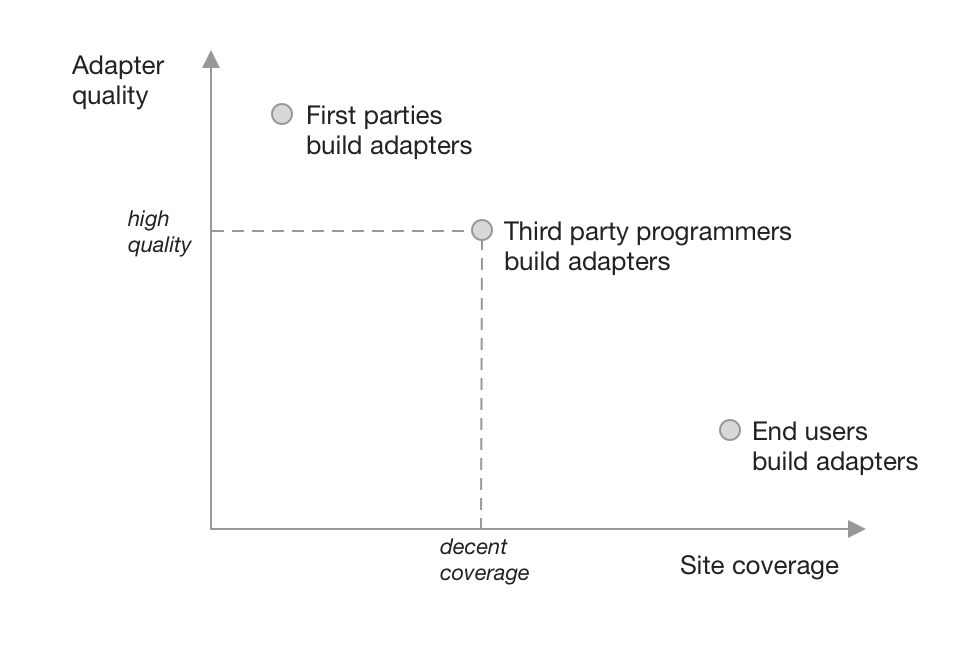 Adapter
quality
First parties
build adapters
high
quality
Third party programmers
build adapters
End users
build adapters
decent
coverage
Site coverage